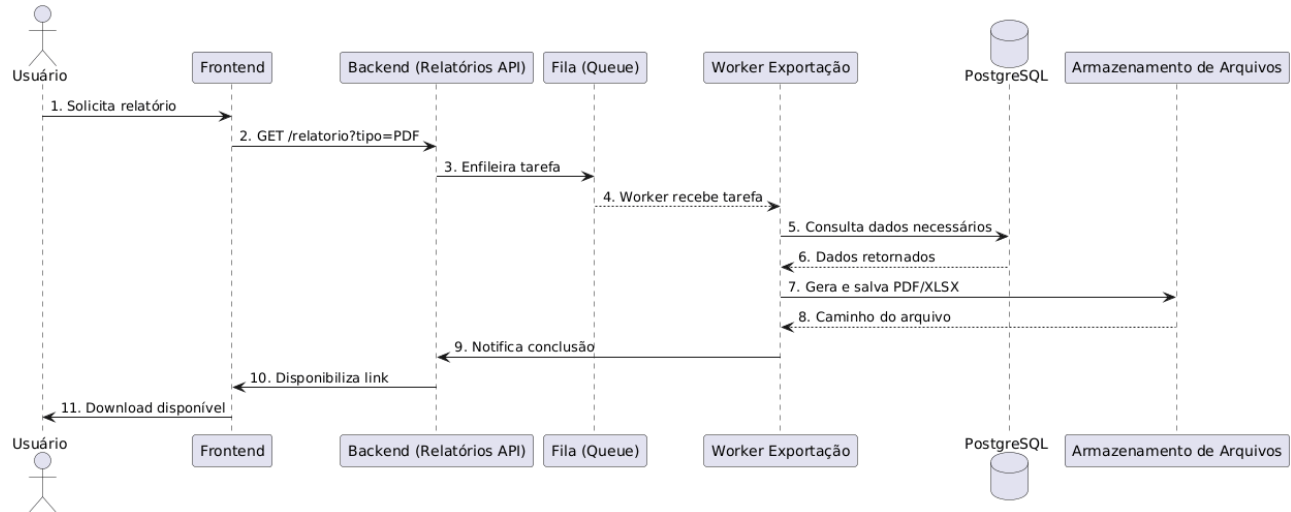 Usuário
Frontend
Backend (Relatórios API)
Fila (Queue)
Worker Exportação
PostgreSQL
Armazenamento de Arquivos
1. Solicita relatório
2. GET /relatorio?tipo=PDF
3. Enfileira tarefa
4. Worker recebe tarefa
5. Consulta dados necessários
6. Dados retornados
7. Gera e salva PDF/XLSX
8. Caminho do arquivo
9. Notifica conclusão
10. Disponibiliza link
11. Download disponível
Usuário
Frontend
Backend (Relatórios API)
Fila (Queue)
Worker Exportação
PostgreSQL
Armazenamento de Arquivos